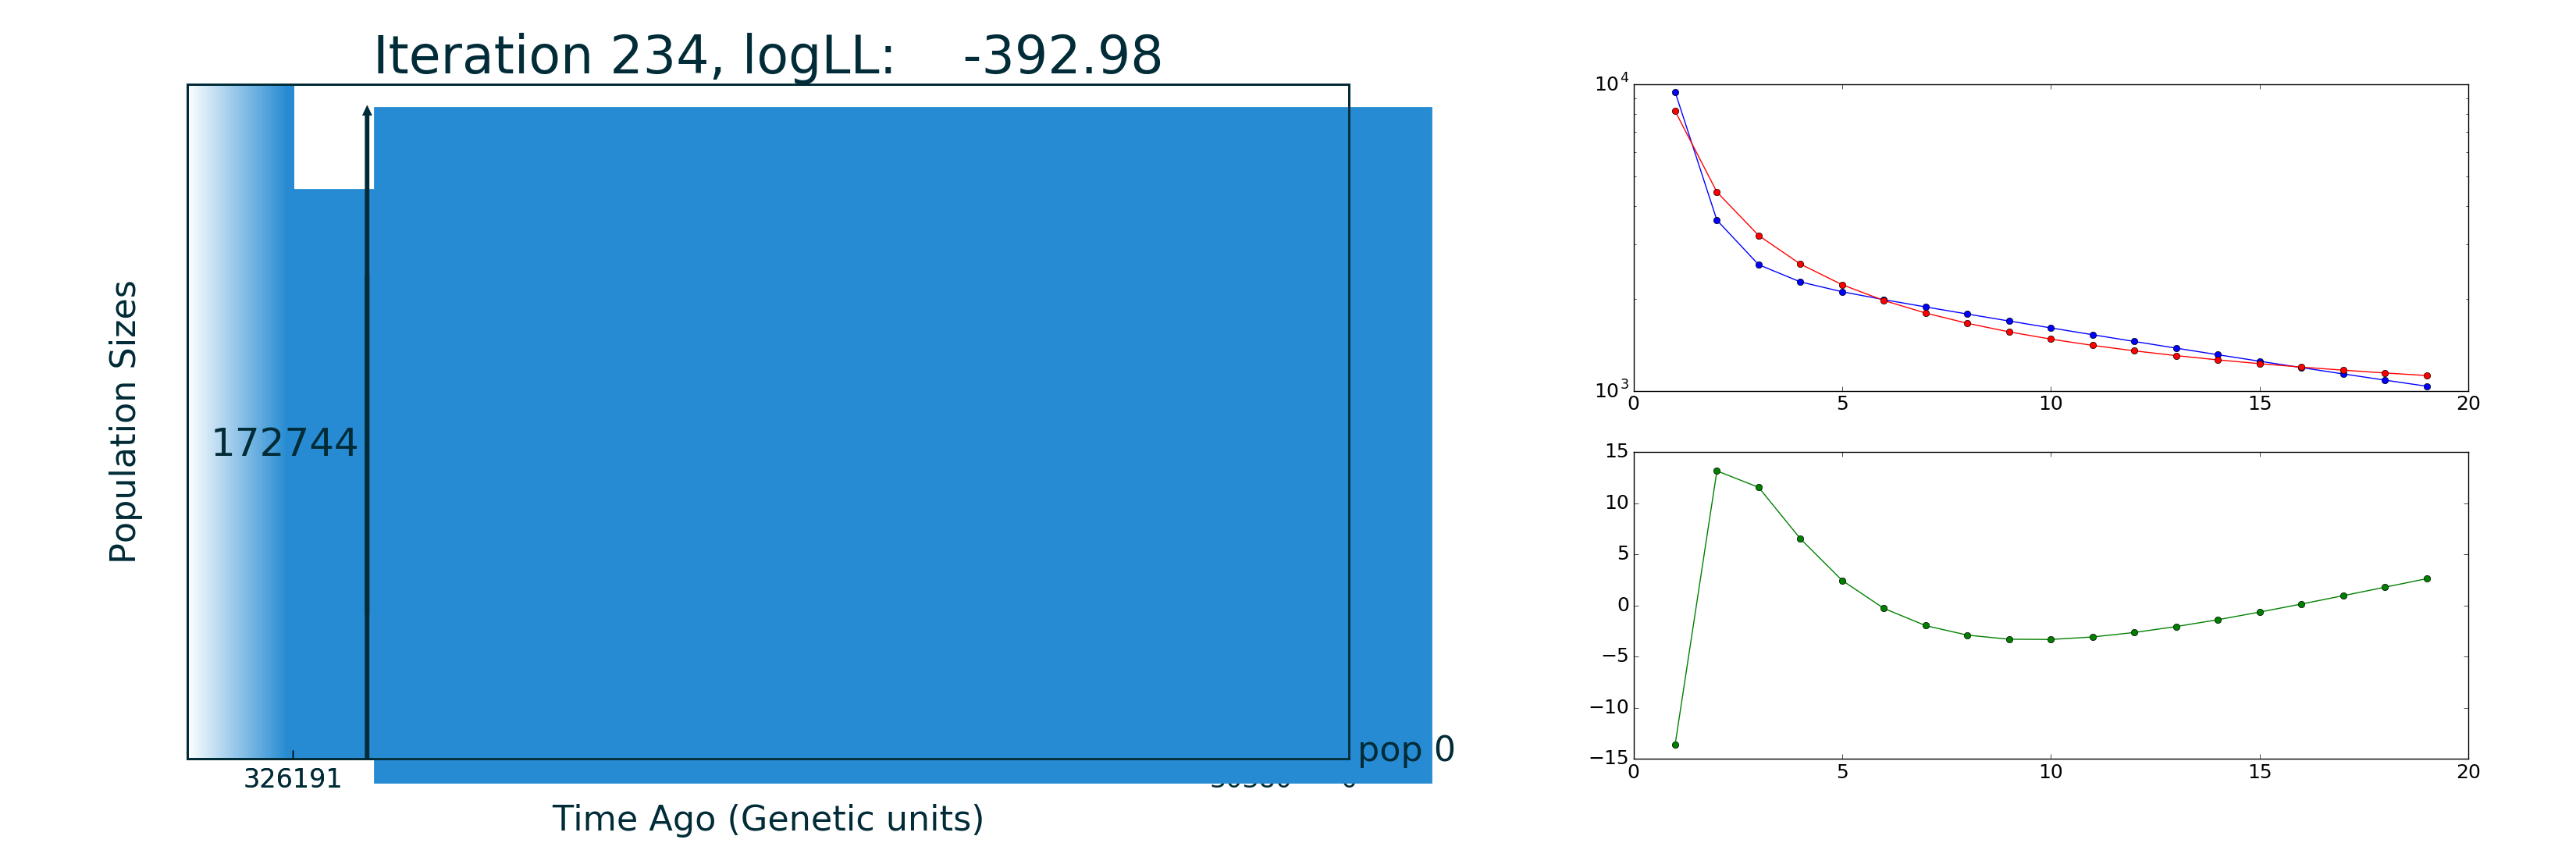 Iteration 234, logLL: -392.98
Population Sizes
172744
pop 0
326191
Time Ago (Genetic units)
10^4
10^3
0 5 10 15 20
15
10
5
0
−5
−10
−15
0 5 10 15 20